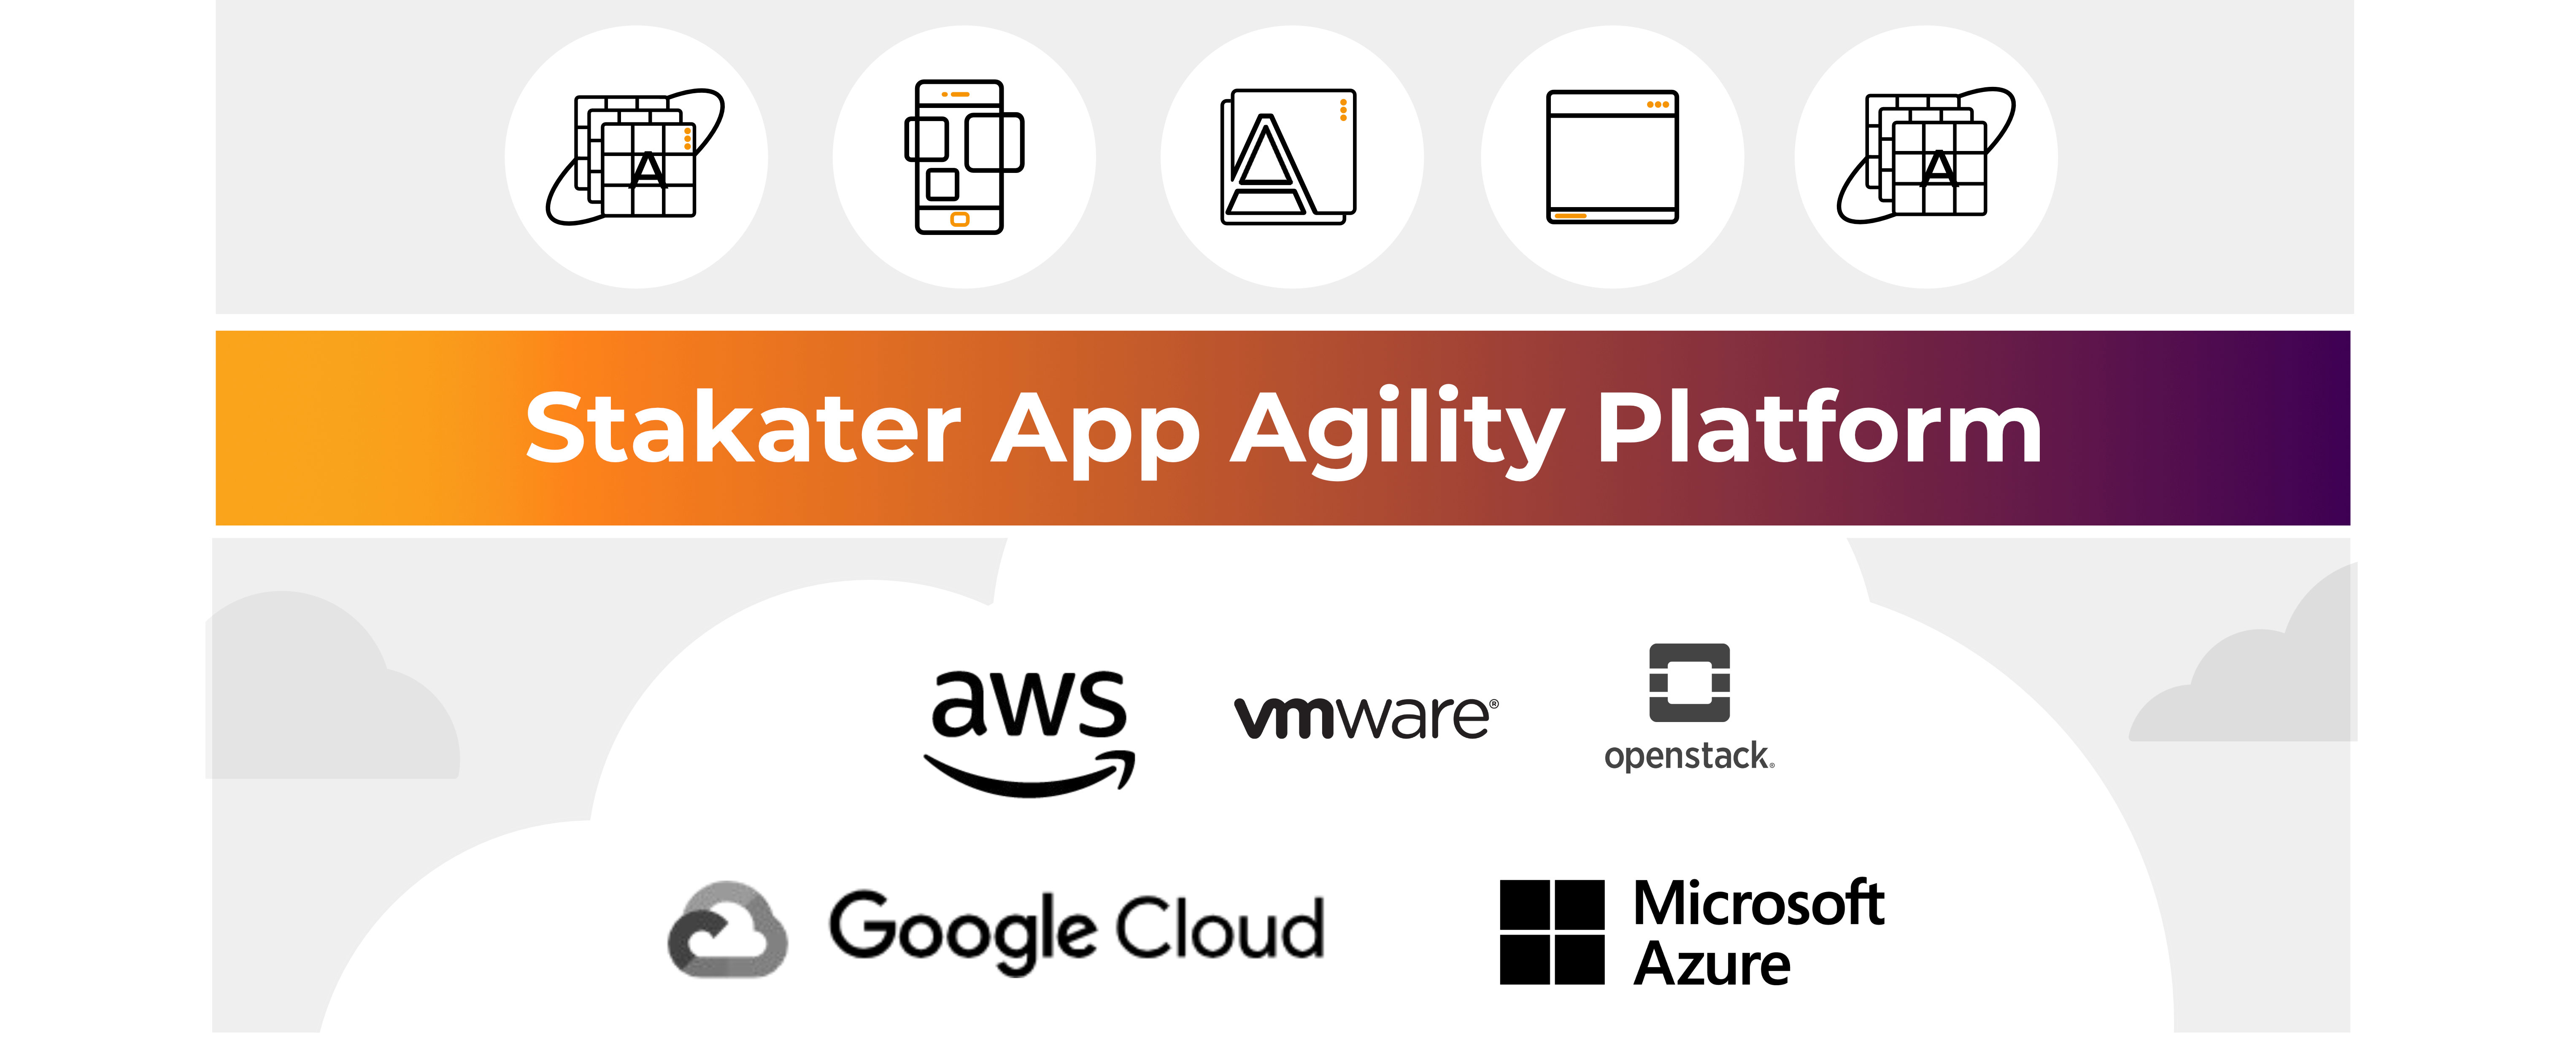 A
A
A
Stakater App Agility Platform
aws
vmware®
openstack®
Google Cloud
Microsoft
Azure